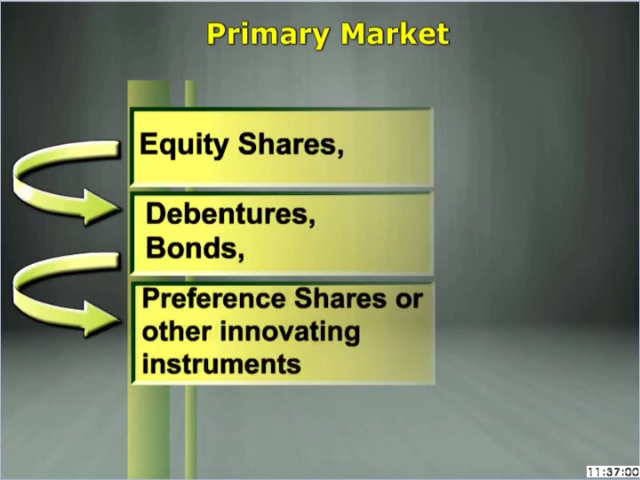 Primary Market
Equity Shares,
Debentures,
Bonds,
Preference Shares or
other innovating
instruments
11:37:00